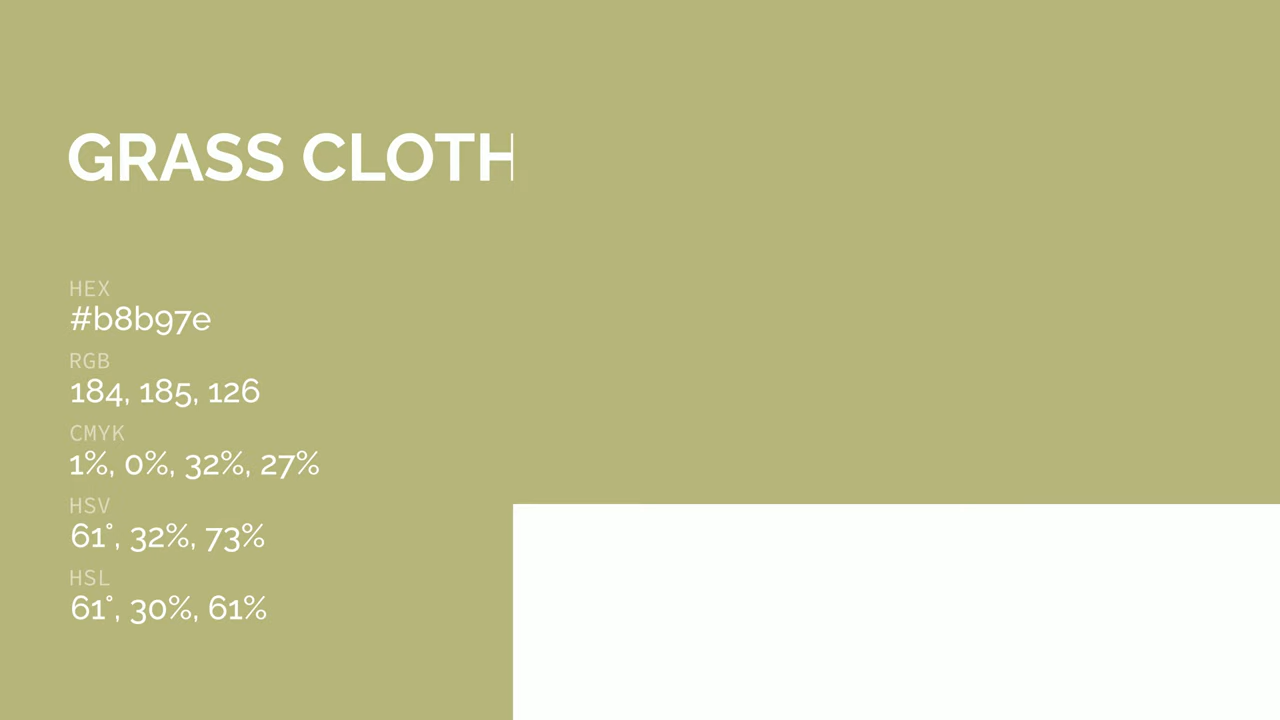 GRASS CLOTH
HEX
#b8b97e
RGB
184, 185, 126
CMYK
1%, 0%, 32%, 27%
HSV
61°, 32%, 73%
HSL
61°, 30%, 61%